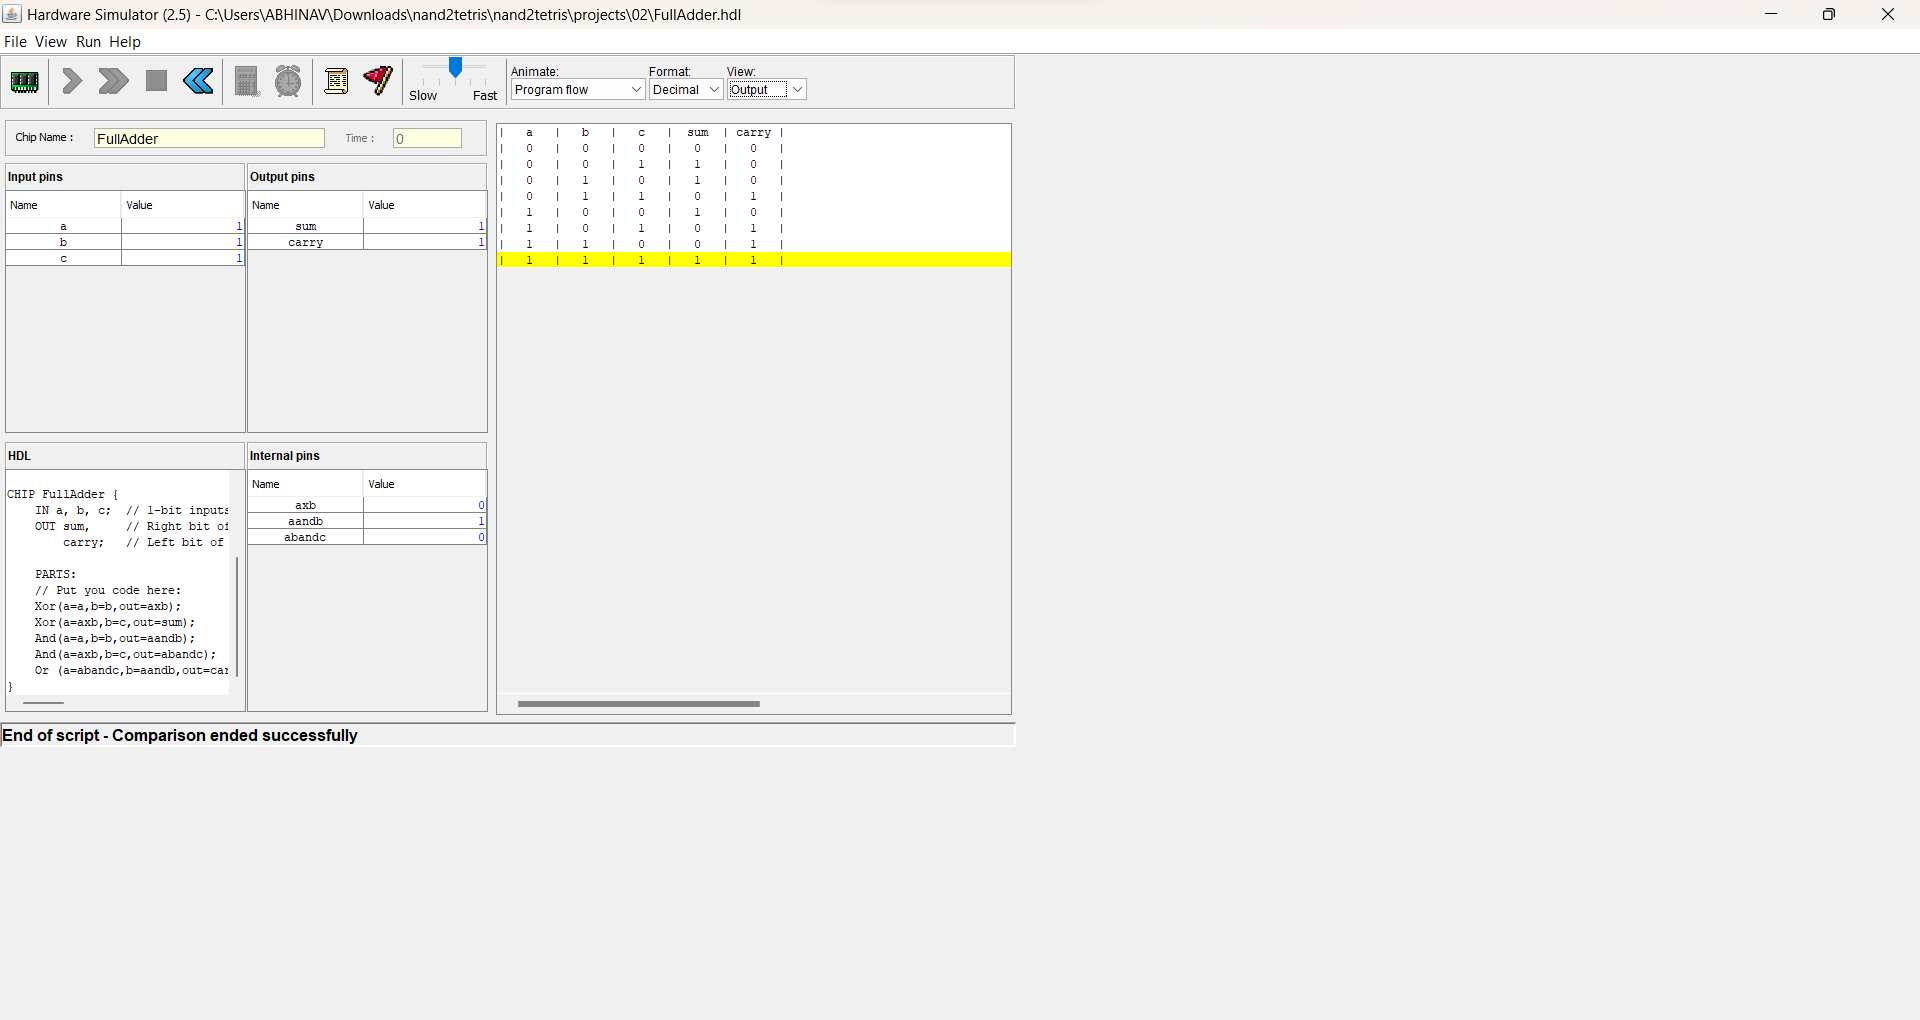 Hardware Simulator (2.5) - C:\Users\ABHINAV\Downloads\nand2tetris\nand2tetris\projects\02\FullAdder.hdl
File View Run Help
Animate: Format: View:
Slow Fast Program flow Decimal Output
Chip Name : FullAdder Time : 0
Input pins
Name Value
a 1
b 1
c 1
Output pins
Name Value
sum 1
carry 1
| a | b | c | sum | carry |
| 0 | 0 | 0 | 0 | 0 |
| 0 | 0 | 1 | 1 | 0 |
| 0 | 1 | 0 | 1 | 0 |
| 0 | 1 | 1 | 0 | 1 |
| 1 | 0 | 0 | 1 | 0 |
| 1 | 0 | 1 | 0 | 1 |
| 1 | 1 | 0 | 0 | 1 |
| 1 | 1 | 1 | 1 | 1 |
HDL
CHIP FullAdder {
IN a, b, c; // 1-bit inputs
OUT sum, // Right bit of
carry; // Left bit of
PARTS:
// Put you code here:
Xor(a=a,b=b,out=axb);
Xor(a=axb,b=c,out=sum);
And(a=a,b=b,out=aandb);
And(a=axb,b=c,out=abandc);
Or (a=abandc,b=aandb,out=car
}
Internal pins
Name Value
axb 0
aandb 1
abandc 0
End of script - Comparison ended successfully